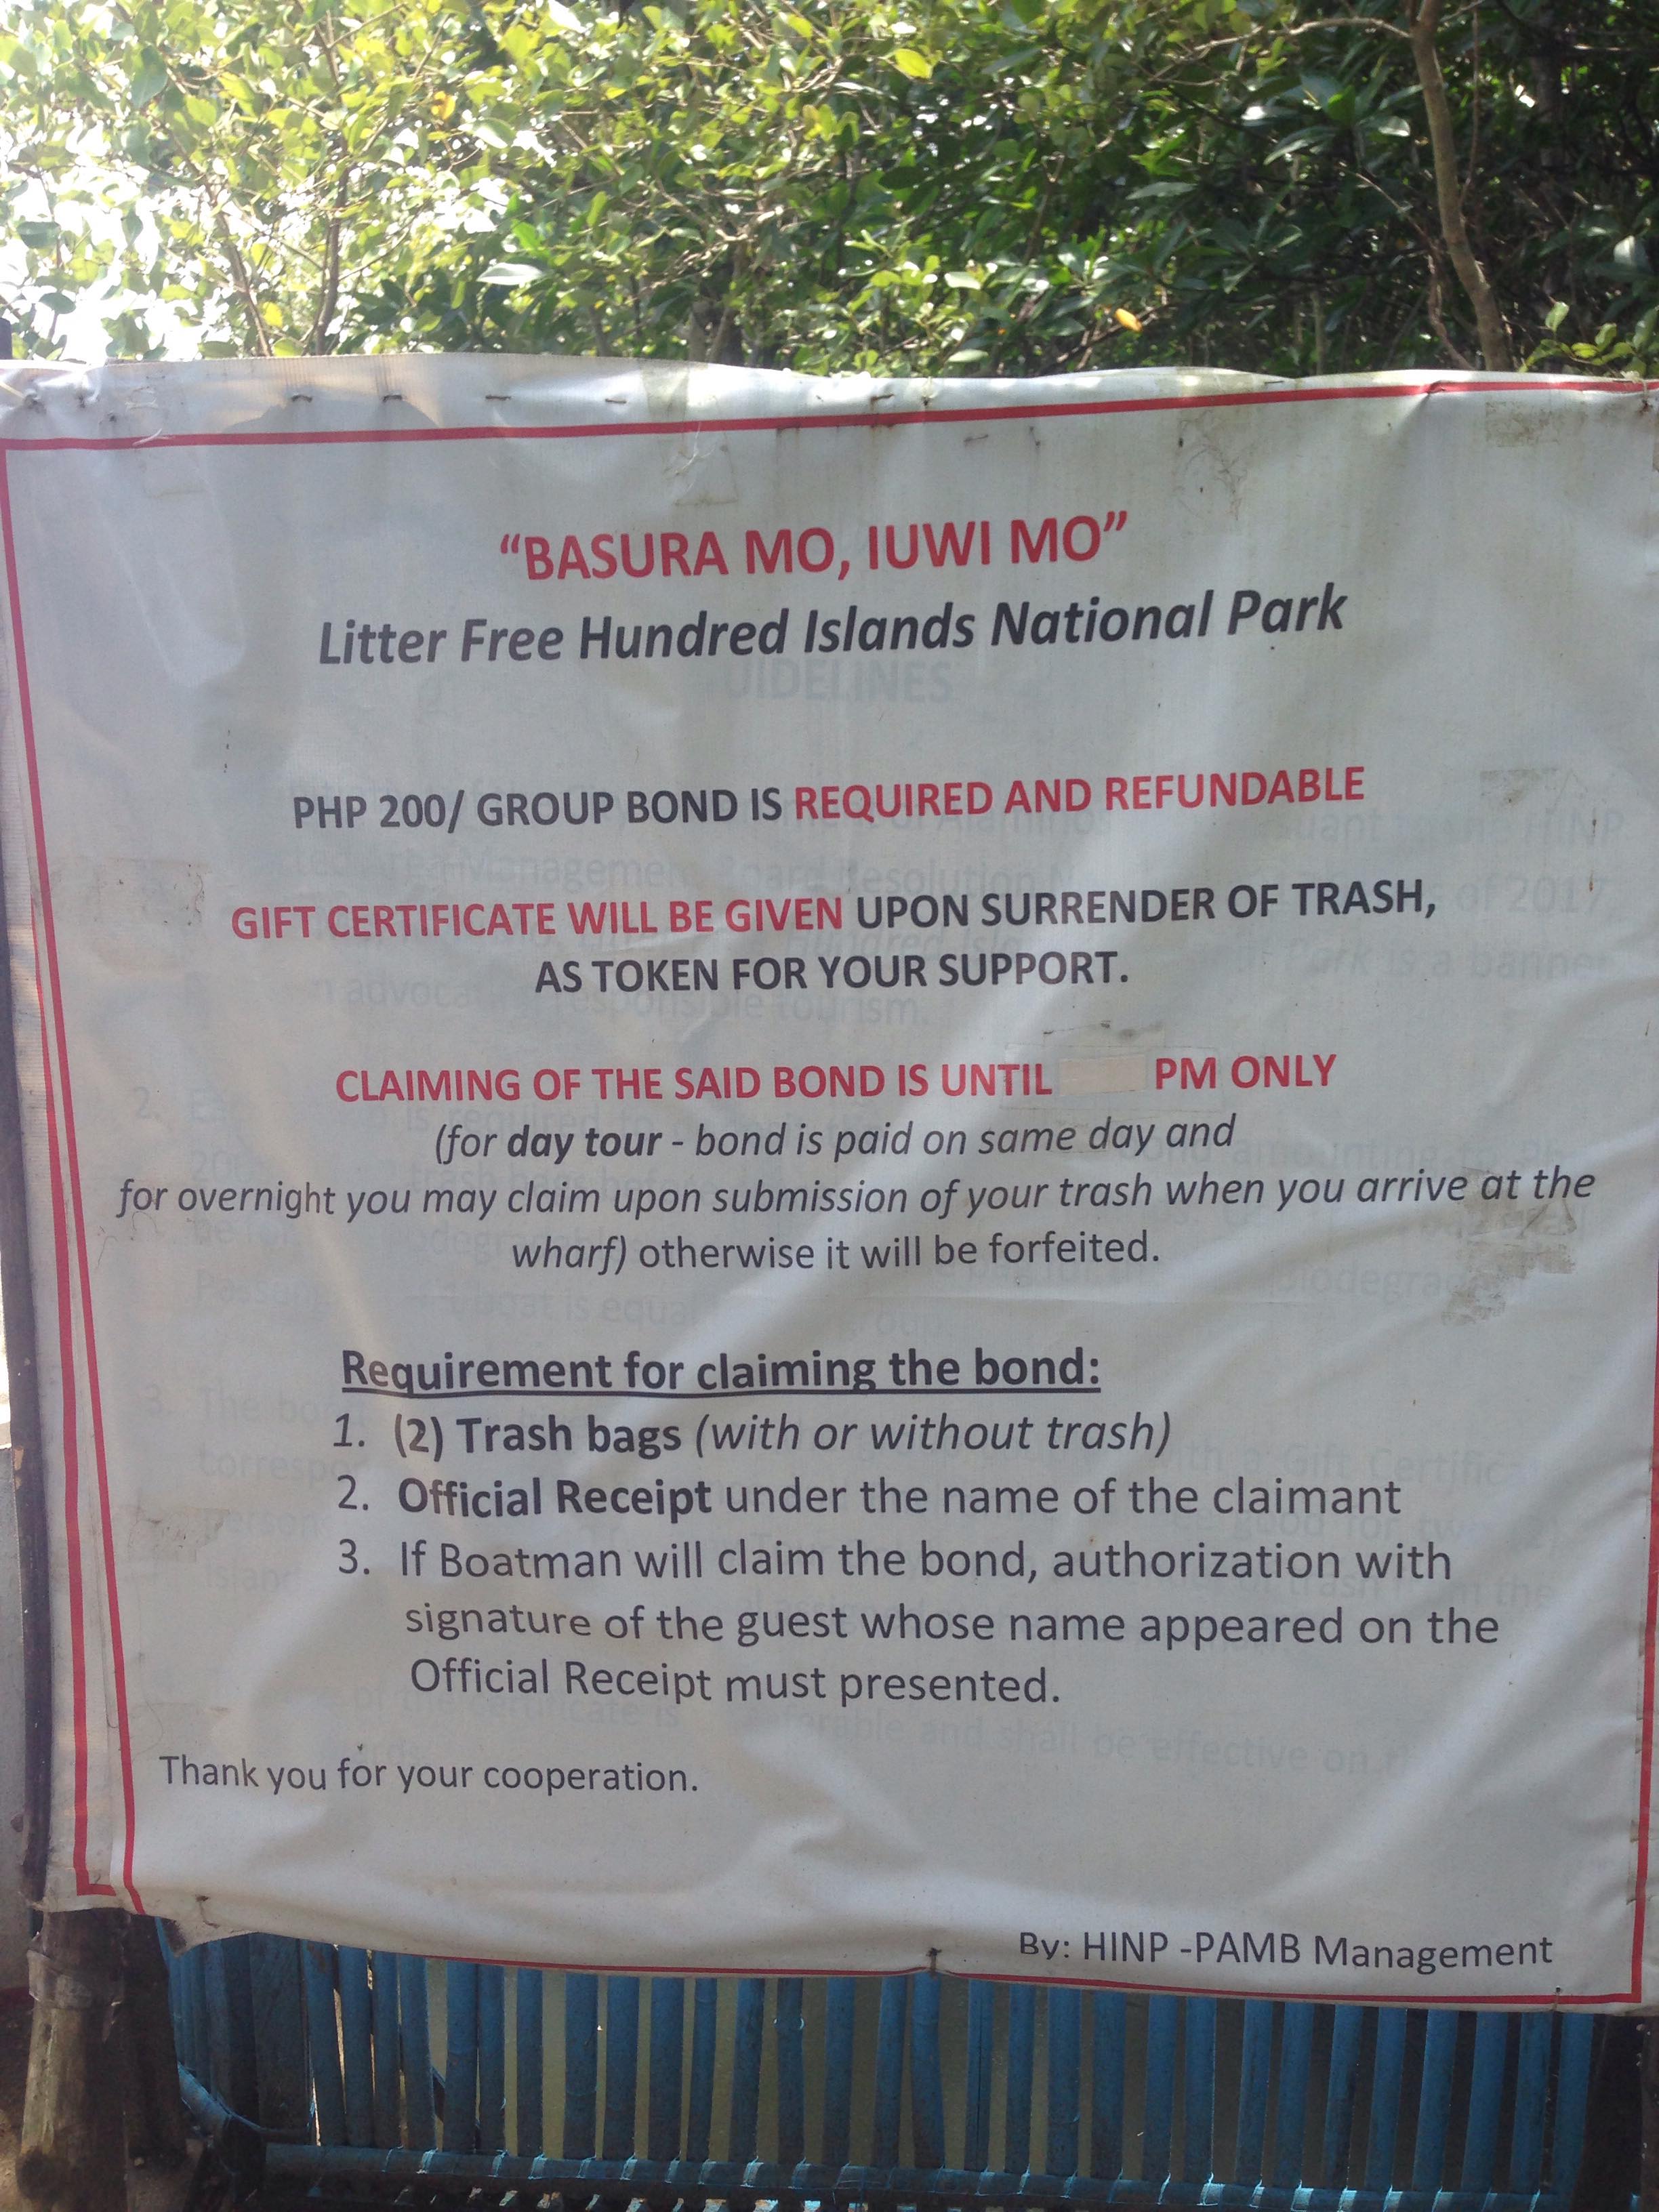 “BASURA MO, IUWI MO”
Litter Free Hundred Islands National Park
PHP 200/ GROUP BOND IS REQUIRED AND REFUNDABLE
GIFT CERTIFICATE WILL BE GIVEN UPON SURRENDER OF TRASH,
AS TOKEN FOR YOUR SUPPORT.
CLAIMING OF THE SAID BOND IS UNTIL PM ONLY
(for day tour - bond is paid on same day and
for overnight you may claim upon submission of your trash when you arrive at the
wharf) otherwise it will be forfeited.
Requirement for claiming the bond:
1. (2) Trash bags (with or without trash)
2. Official Receipt under the name of the claimant
3. If Boatman will claim the bond, authorization with
signature of the guest whose name appeared on the
Official Receipt must presented.
Thank you for your cooperation.
By: HINP -PAMB Management